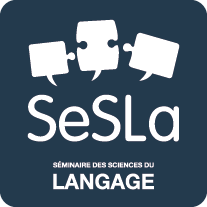 SeSLa
SÉMINAIRE DES SCIENCES DU
LANGAGE